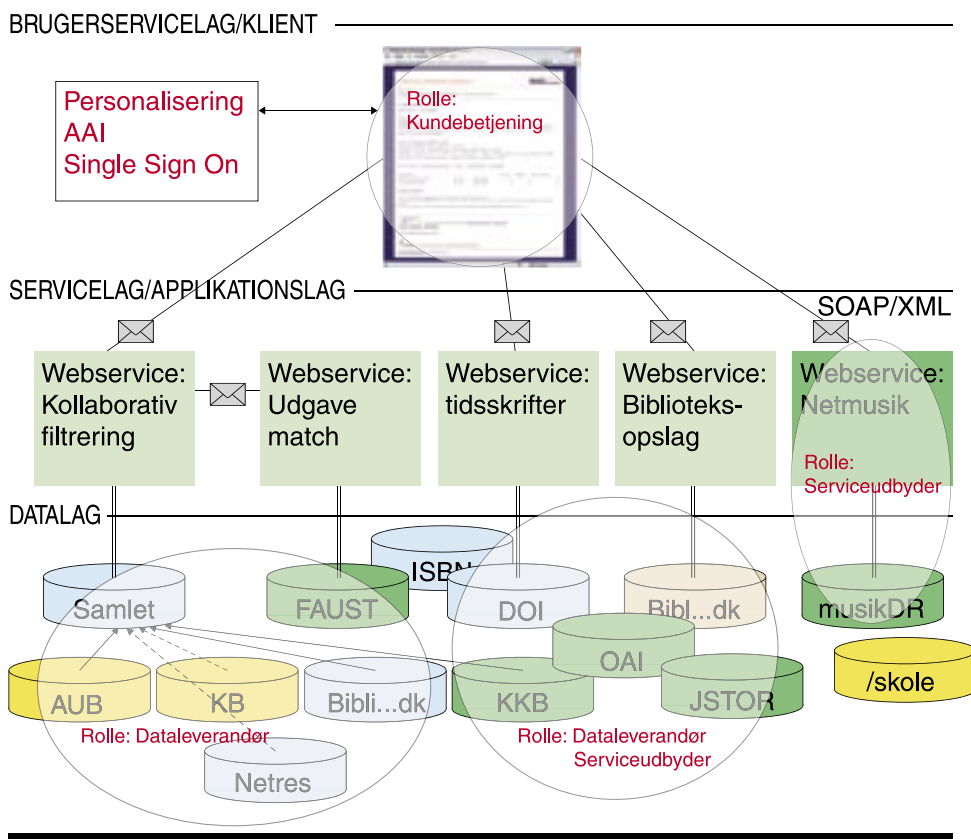 BRUGERSERVICELAG/KLIENT
Personalisering
AAI
Single Sign On
Rolle:
Kundebetjening
SERVICELAG/APPLIKATIONSLAG
SOAP/XML
Webservice:
Kollaborativ
filtrering
Webservice:
Udgave
match
Webservice:
tidsskrifter
Webservice:
Biblioteks-
opslag
Webservice:
Netmusik
Rolle:
Serviceudbyder
DATALAG
ISBN
Samlet
FAUST
DOI
Bibl...dk
musikDR
OAI
/skole
AUB
KB
Bibli...dk
KKB
JSTOR
Rolle: Dataleverandør
Rolle: Dataleverandør
Serviceudbyder
Netres